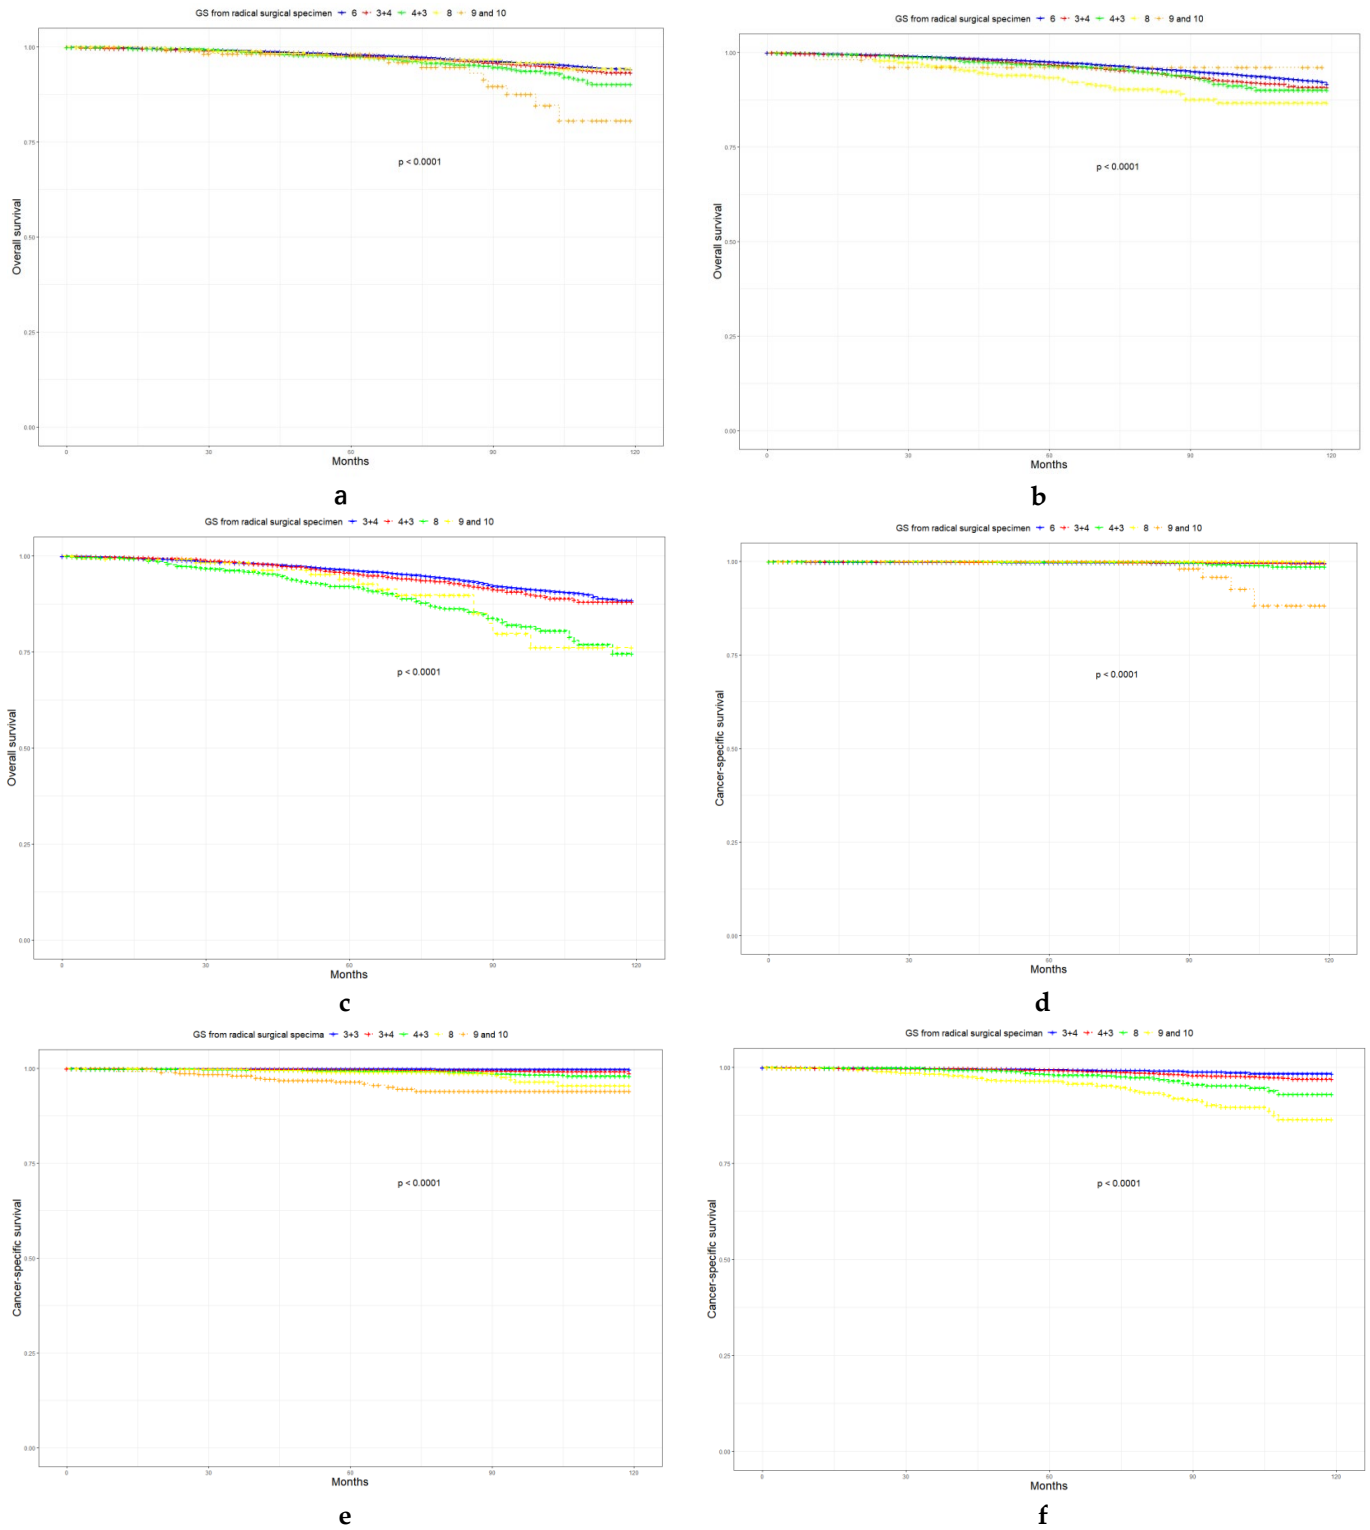 GS from radical surgical specimen 6 3+4 4+3 8 9 and 10
1.00
0.75
0.50
0.25
0.00
Overall survival
p < 0.0001
0 30 60 90 120
Months
a
GS from radical surgical specimen 6 3+4 4+3 8 9 and 10
1.00
0.75
0.50
0.25
0.00
Overall survival
p < 0.0001
0 30 60 90 120
Months
b
GS from radical surgical specimen 3+4 4+3 8 9 and 10
1.00
0.75
0.50
0.25
0.00
Overall survival
p < 0.0001
0 30 60 90 120
Months
c
GS from radical surgical specimen 6 3+4 4+3 8 9 and 10
1.00
0.75
0.50
0.25
0.00
Cancer-specific survival
p < 0.0001
0 30 60 90 120
Months
d
GS from radical surgical specima 3+3 3+4 4+3 8 9 and 10
1.00
0.75
0.50
0.25
0.00
Cancer-specific survival
p < 0.0001
0 30 60 90 120
Months
e
GS from radical surgical speciman 3+4 4+3 8 9 and 10
1.00
0.75
0.50
0.25
0.00
Cancer-specific survival
p < 0.0001
0 30 60 90 120
Months
f